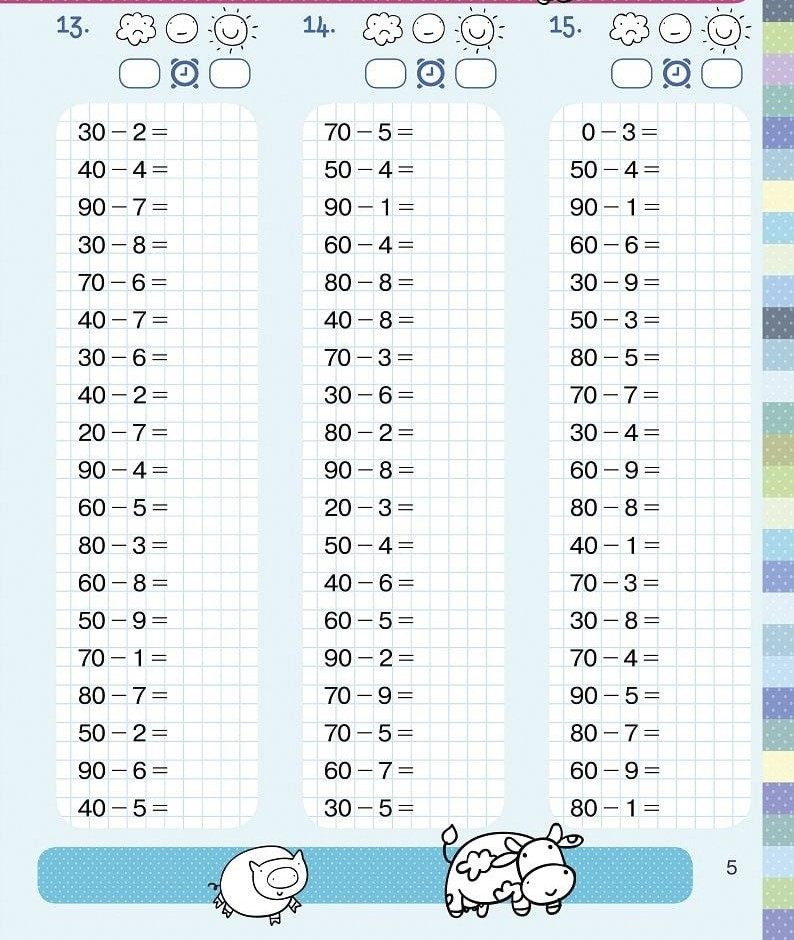 13.
30 – 2 =
40 – 4 =
90 – 7 =
30 – 8 =
70 – 6 =
40 – 7 =
30 – 6 =
40 – 2 =
20 – 7 =
90 – 4 =
60 – 5 =
80 – 3 =
60 – 8 =
50 – 9 =
70 – 1 =
80 – 7 =
50 – 2 =
90 – 6 =
40 – 5 =
14.
70 – 5 =
50 – 4 =
90 – 1 =
60 – 4 =
80 – 8 =
40 – 8 =
70 – 3 =
30 – 6 =
80 – 2 =
90 – 8 =
20 – 3 =
50 – 4 =
40 – 6 =
60 – 5 =
90 – 2 =
70 – 9 =
70 – 5 =
60 – 7 =
30 – 5 =
15.
0 – 3 =
50 – 4 =
90 – 1 =
60 – 6 =
30 – 9 =
50 – 3 =
80 – 5 =
70 – 7 =
30 – 4 =
60 – 9 =
80 – 8 =
40 – 1 =
70 – 3 =
30 – 8 =
70 – 4 =
90 – 5 =
80 – 7 =
60 – 9 =
80 – 1 =
5